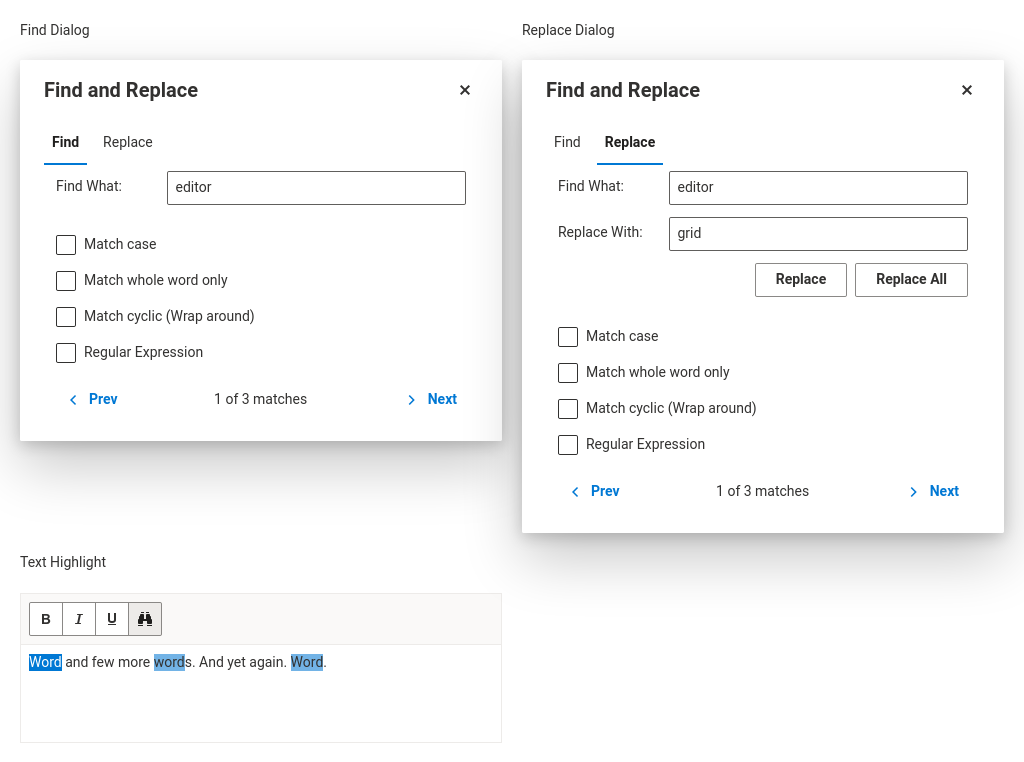 Find Dialog
Find and Replace
Find Replace
Find What: editor
Match case
Match whole word only
Match cyclic (Wrap around)
Regular Expression
Prev 1 of 3 matches Next
Replace Dialog
Find and Replace
Find Replace
Find What: editor
Replace With: grid
Replace Replace All
Match case
Match whole word only
Match cyclic (Wrap around)
Regular Expression
Prev 1 of 3 matches Next
Text Highlight
B I U
Word and few more words. And yet again. Word.